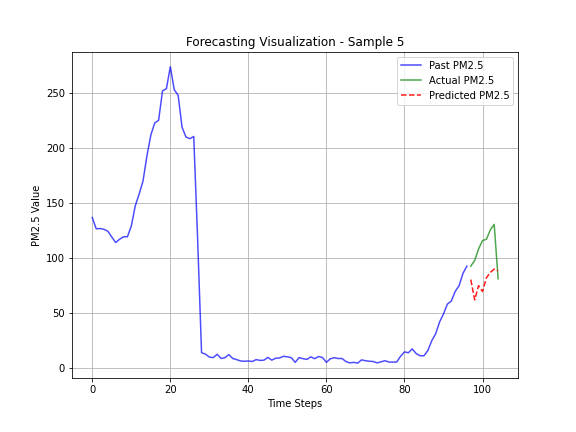 Forecasting Visualization - Sample 5
Past PM2.5
Actual PM2.5
Predicted PM2.5
PM2.5 Value
250
200
150
100
50
0
0 20 40 60 80 100
Time Steps